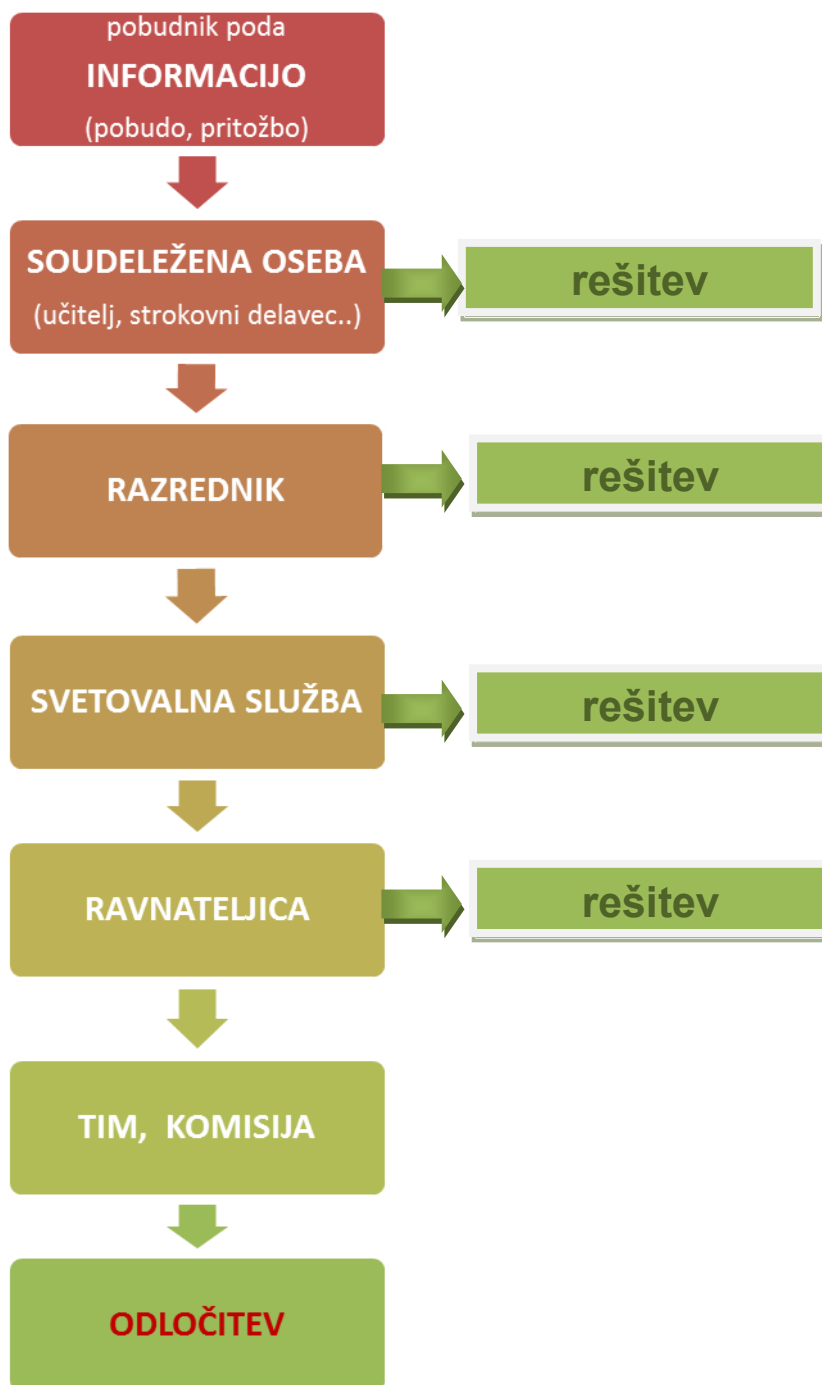 pobudnik poda
INFORMACIJO
(pobudo, pritožbo)
SOUDELEŽENA OSEBA
(učitelj, strokovni delavec..)
rešitev
RAZREDNIK
rešitev
SVETOVALNA SLUŽBA
rešitev
RAVNATELJICA
rešitev
TIM, KOMISIJA
ODLOČITEV